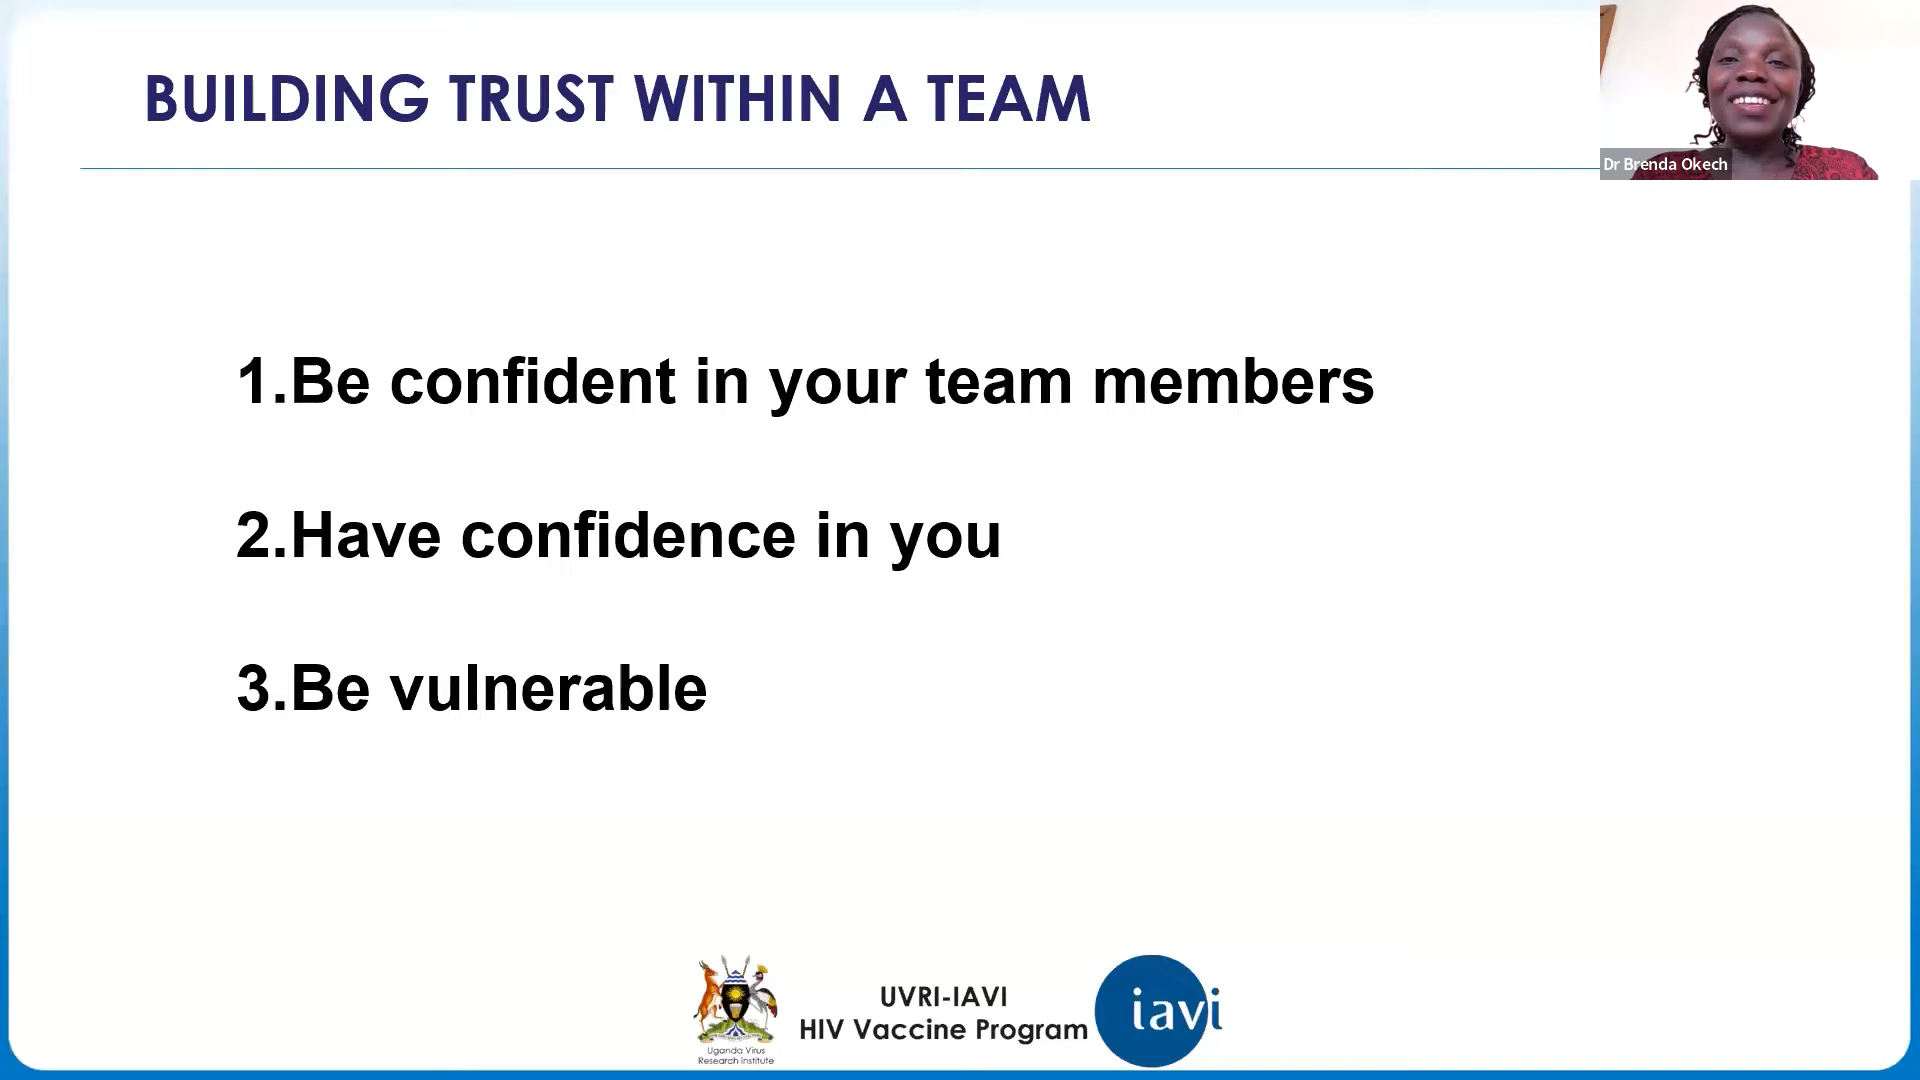 BUILDING TRUST WITHIN A TEAM
Dr Brenda Okech
1.Be confident in your team members
2.Have confidence in you
3.Be vulnerable
Uganda Virus
Research Institute
UVRI-IAVI
HIV Vaccine Program
iavi